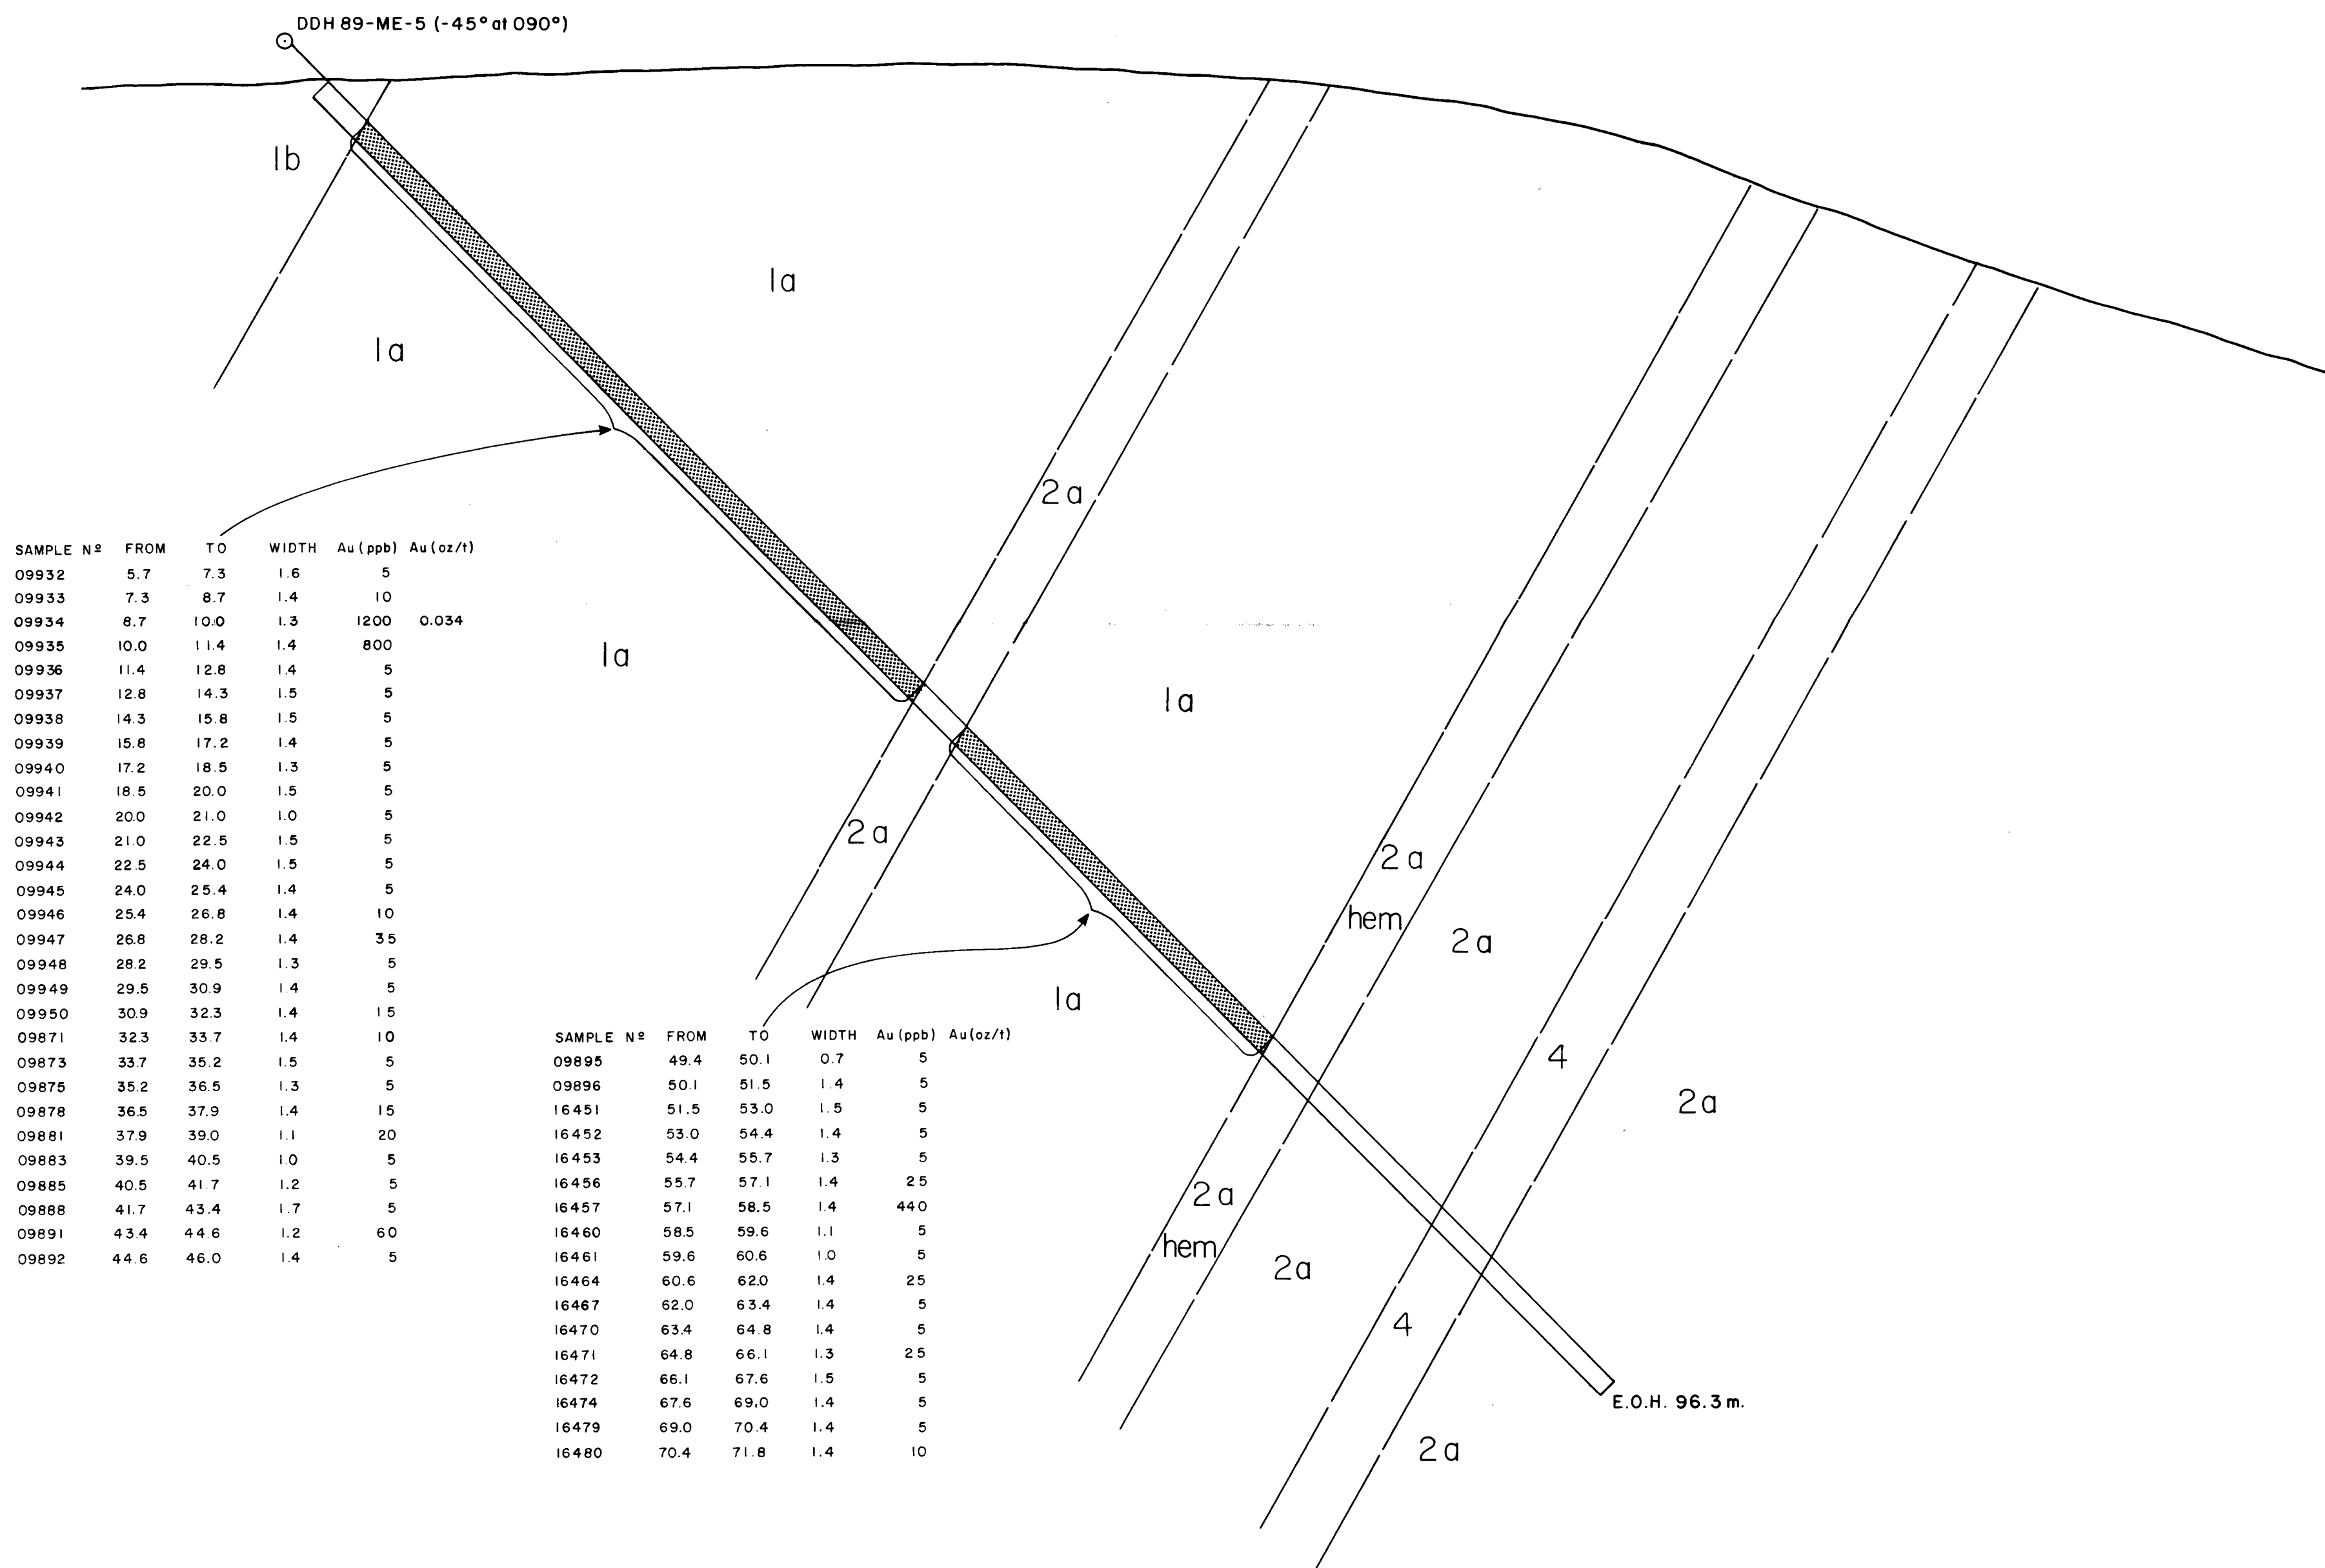 DDH 89-ME-5 (-45° at 090°)
1b
1a
1a
2a
SAMPLE Nº FROM TO WIDTH Au (ppb) Au (oz/t)
09932 5.7 7.3 1.6 5
09933 7.3 8.7 1.4 10
09934 8.7 10.0 1.3 1200 0.034
09935 10.0 11.4 1.4 800
09936 11.4 12.8 1.4 5
09937 12.8 14.3 1.5 5
09938 14.3 15.8 1.5 5
09939 15.8 17.2 1.4 5
09940 17.2 18.5 1.3 5
09941 18.5 20.0 1.5 5
09942 20.0 21.0 1.0 5
09943 21.0 22.5 1.5 5
09944 22.5 24.0 1.5 5
09945 24.0 25.4 1.4 5
09946 25.4 26.8 1.4 10
09947 26.8 28.2 1.4 35
09948 28.2 29.5 1.3 5
09949 29.5 30.9 1.4 5
09950 30.9 32.3 1.4 15
09871 32.3 33.7 1.4 10
09873 33.7 35.2 1.5 5
09875 35.2 36.5 1.3 5
09878 36.5 37.9 1.4 15
09881 37.9 39.0 1.1 20
09883 39.5 40.5 1.0 5
09885 40.5 41.7 1.2 5
09888 41.7 43.4 1.7 5
09891 43.4 44.6 1.2 60
09892 44.6 46.0 1.4 5
1a
1a
2a
2a
hem
2a
1a
SAMPLE Nº FROM TO WIDTH Au (ppb) Au (oz/t)
09895 49.4 50.1 0.7 5
09896 50.1 51.5 1.4 5
16451 51.5 53.0 1.5 5
16452 53.0 54.4 1.4 5
16453 54.4 55.7 1.3 5
16456 55.7 57.1 1.4 25
16457 57.1 58.5 1.4 440
16460 58.5 59.6 1.1 5
16461 59.6 60.6 1.0 5
16464 60.6 62.0 1.4 25
16467 62.0 63.4 1.4 5
16470 63.4 64.8 1.4 5
16471 64.8 66.1 1.3 25
16472 66.1 67.6 1.5 5
16474 67.6 69.0 1.4 5
16479 69.0 70.4 1.4 5
16480 70.4 71.8 1.4 10
4
2a
2a
hem
2a
4
E.O.H. 96.3 m.
2a